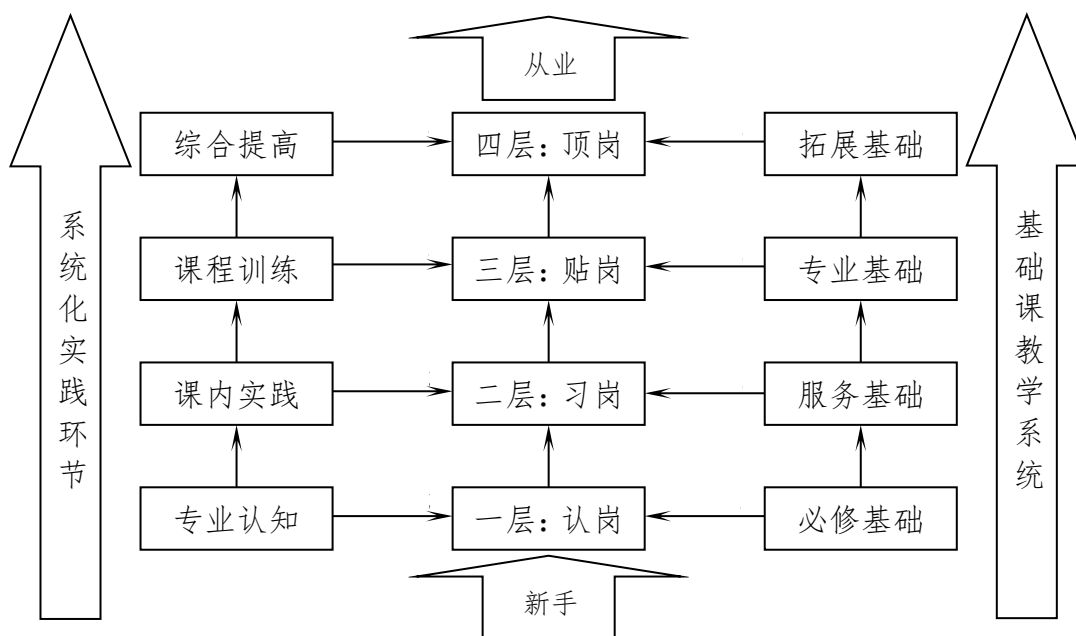 从业
综合提高
四层：顶岗
拓展基础
课程训练
三层：贴岗
专业基础
课内实践
二层：习岗
服务基础
专业认知
一层：认岗
必修基础
新手
系统化实践环节
基础课教学系统